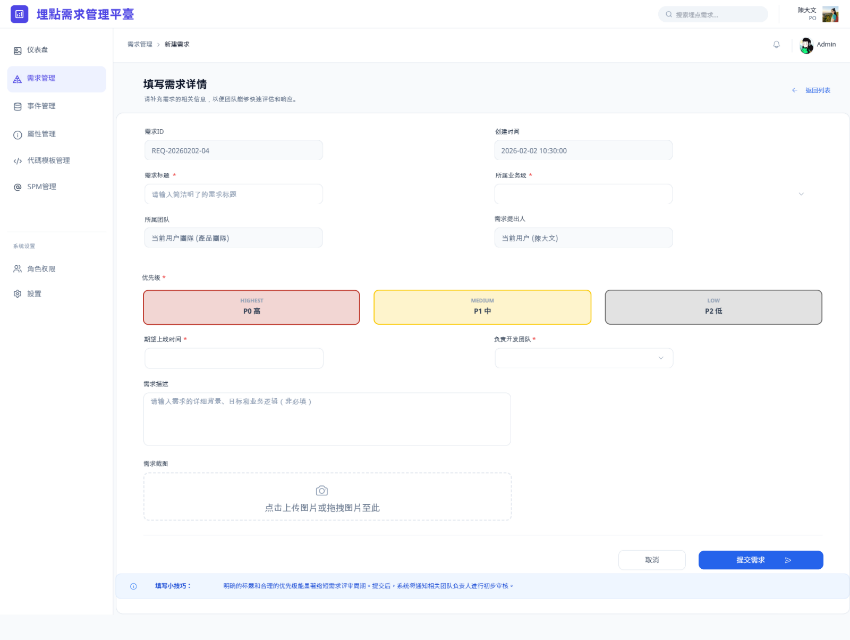 埋點需求管理平臺
搜索埋点需求...
陳大文
PO
仪表盘
需求管理
事件管理
属性管理
代碼模板管理
SPM管理
系统设置
角色权限
設置
需求管理 > 新建需求
Admin
填写需求详情
请补充需求的相关信息，以便团队能够快速评估和响应。
← 返回列表
需求ID
创建时间
REQ-20260202-04
2026-02-02 10:30:00
需求标题 *
所属业务线 *
请输入简洁明了的需求标题
所属团队
需求提出人
当前用户團隊 (產品團隊)
当前用户 (陳大文)
优先级 *
HIGHEST
P0 高
MEDIUM
P1 中
LOW
P2 低
期望上线时间 *
负责开发团队 *
需求描述
请输入需求的详细背景、目标和业务逻辑（非必填）
需求截图
点击上传图片或拖拽图片至此
取消
提交需求
填写小技巧：
明确的标题和合理的优先级能显著缩短需求评审周期。提交后，系统将通知相关团队负责人进行初步审核。